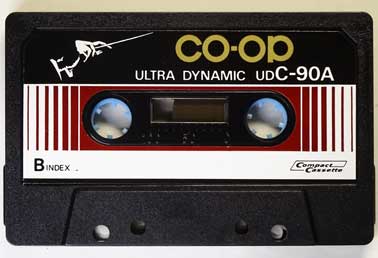 co-op
ULTRA DYNAMIC UDC-90A
B INDEX
Compact
Cassette